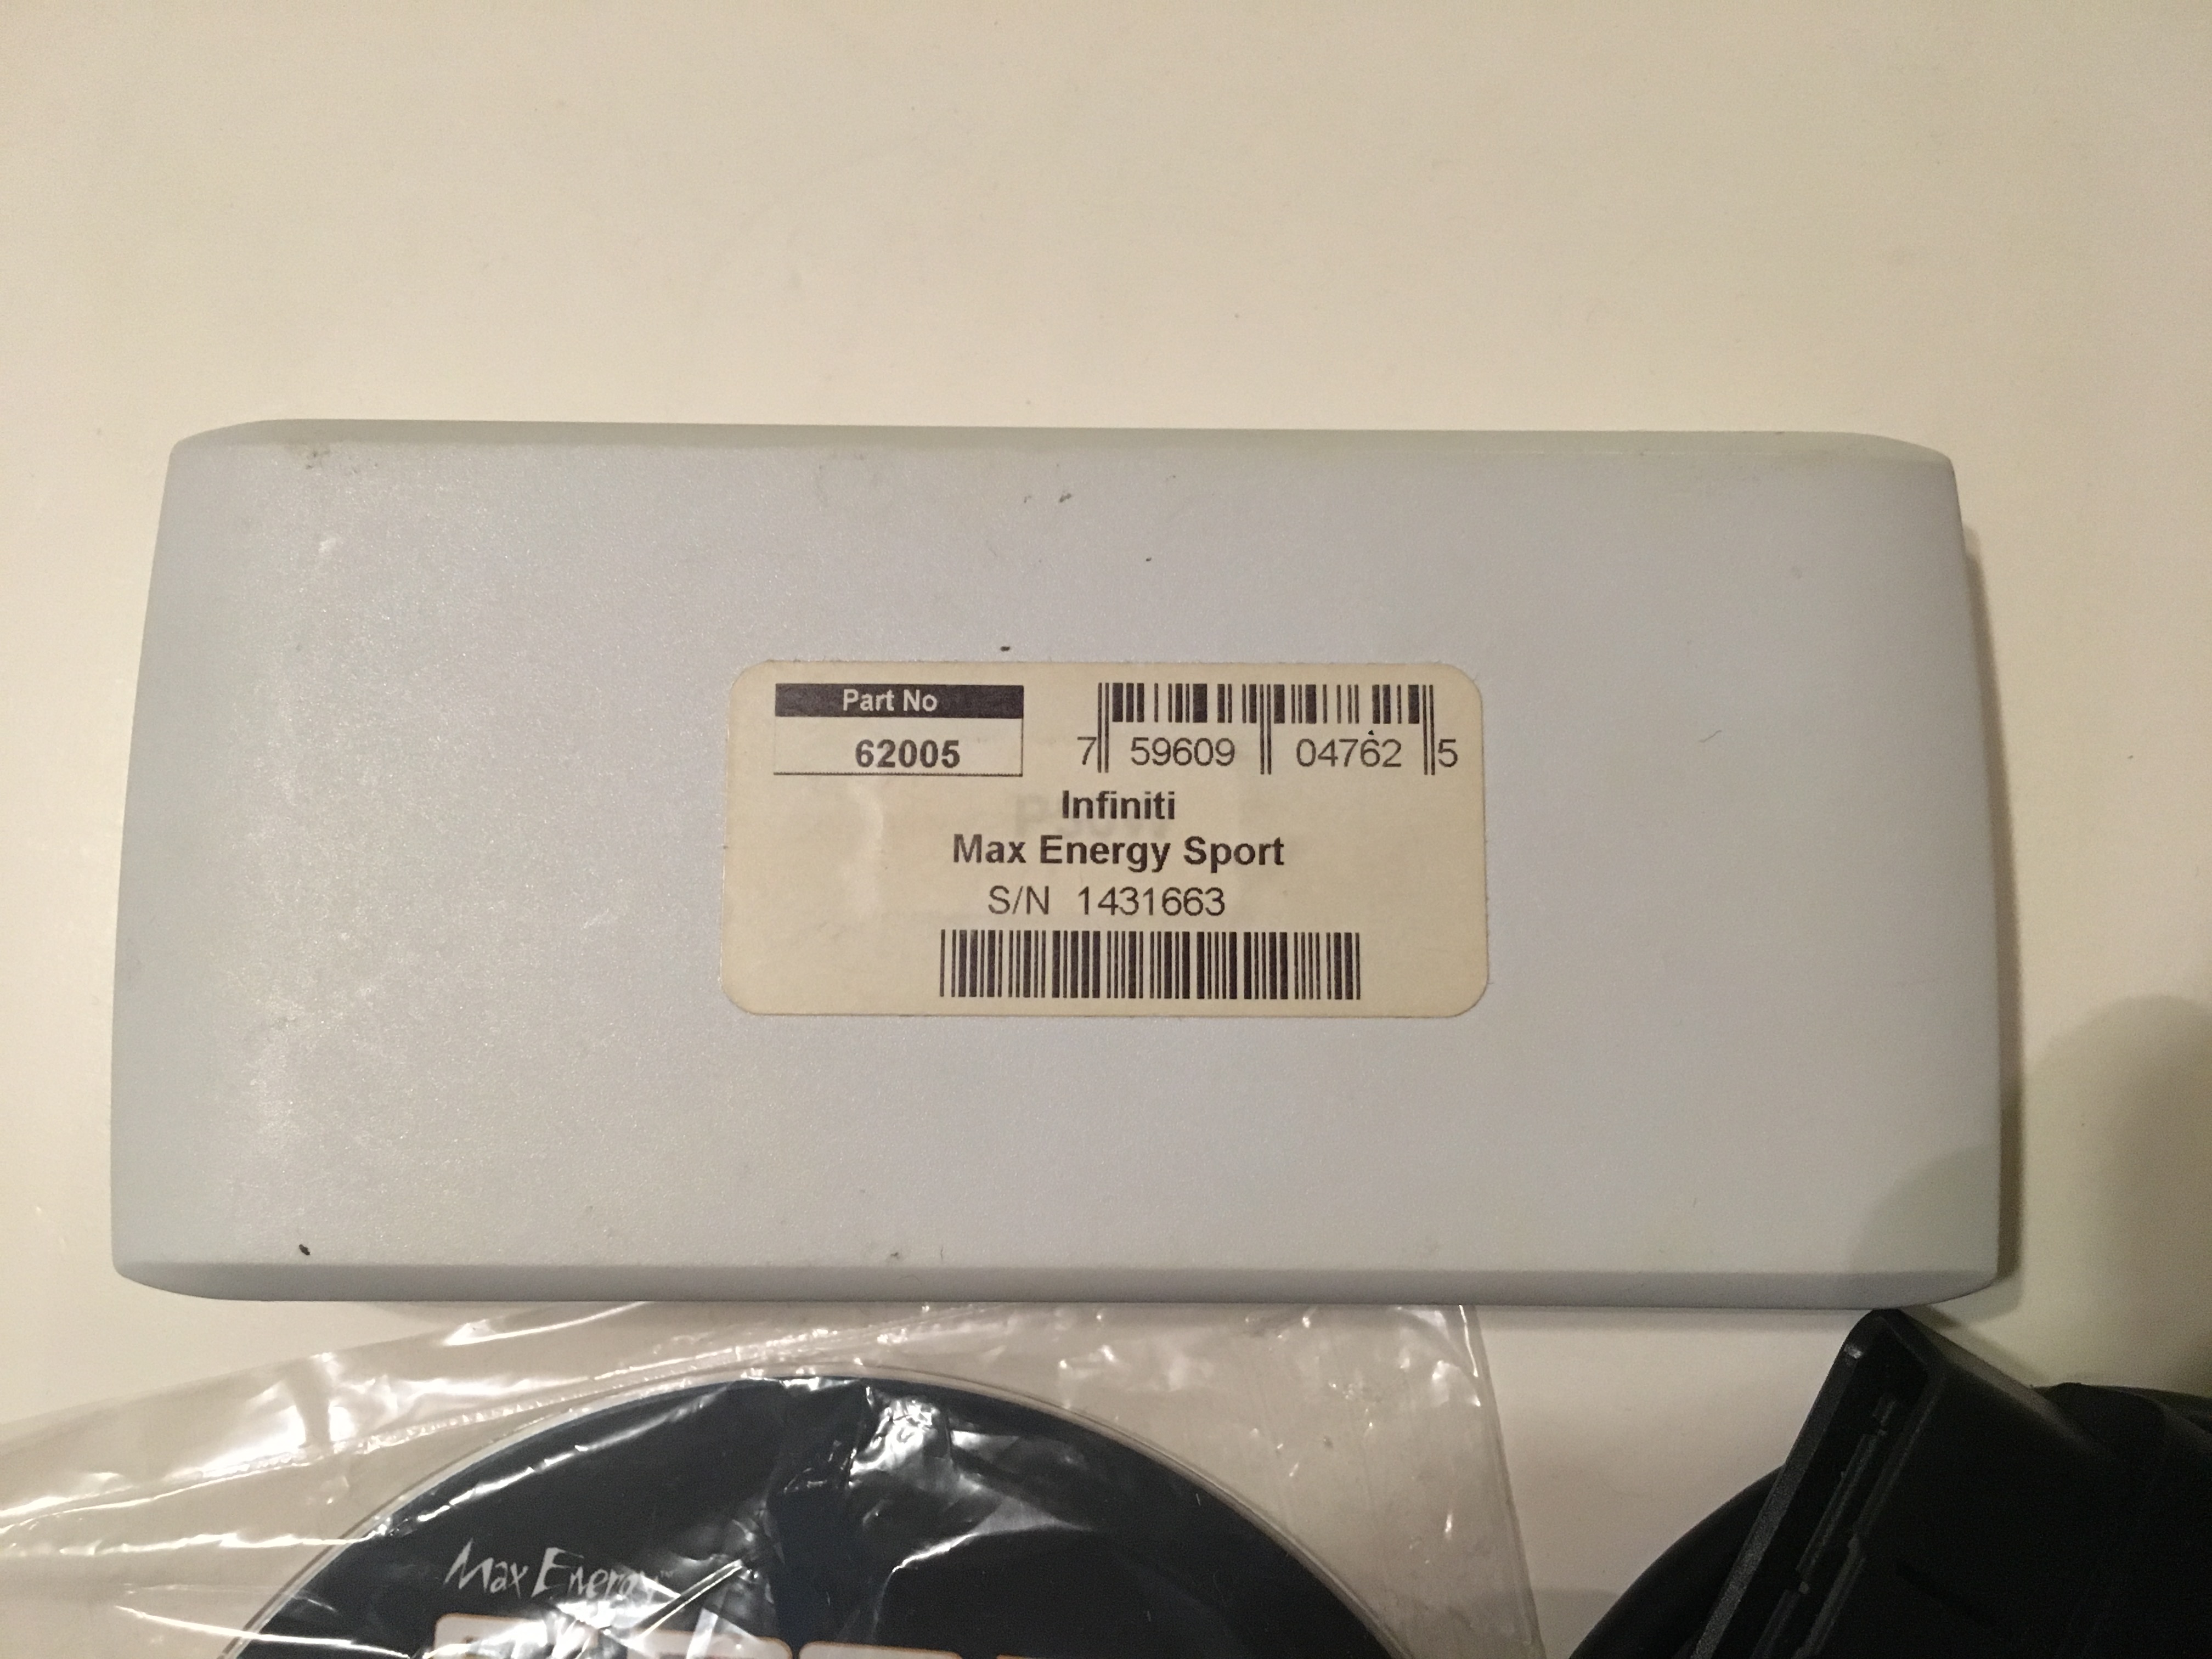 Part No
62005
7 59609 04762 5
Infiniti
Max Energy Sport
S/N 1431663
Max Energy